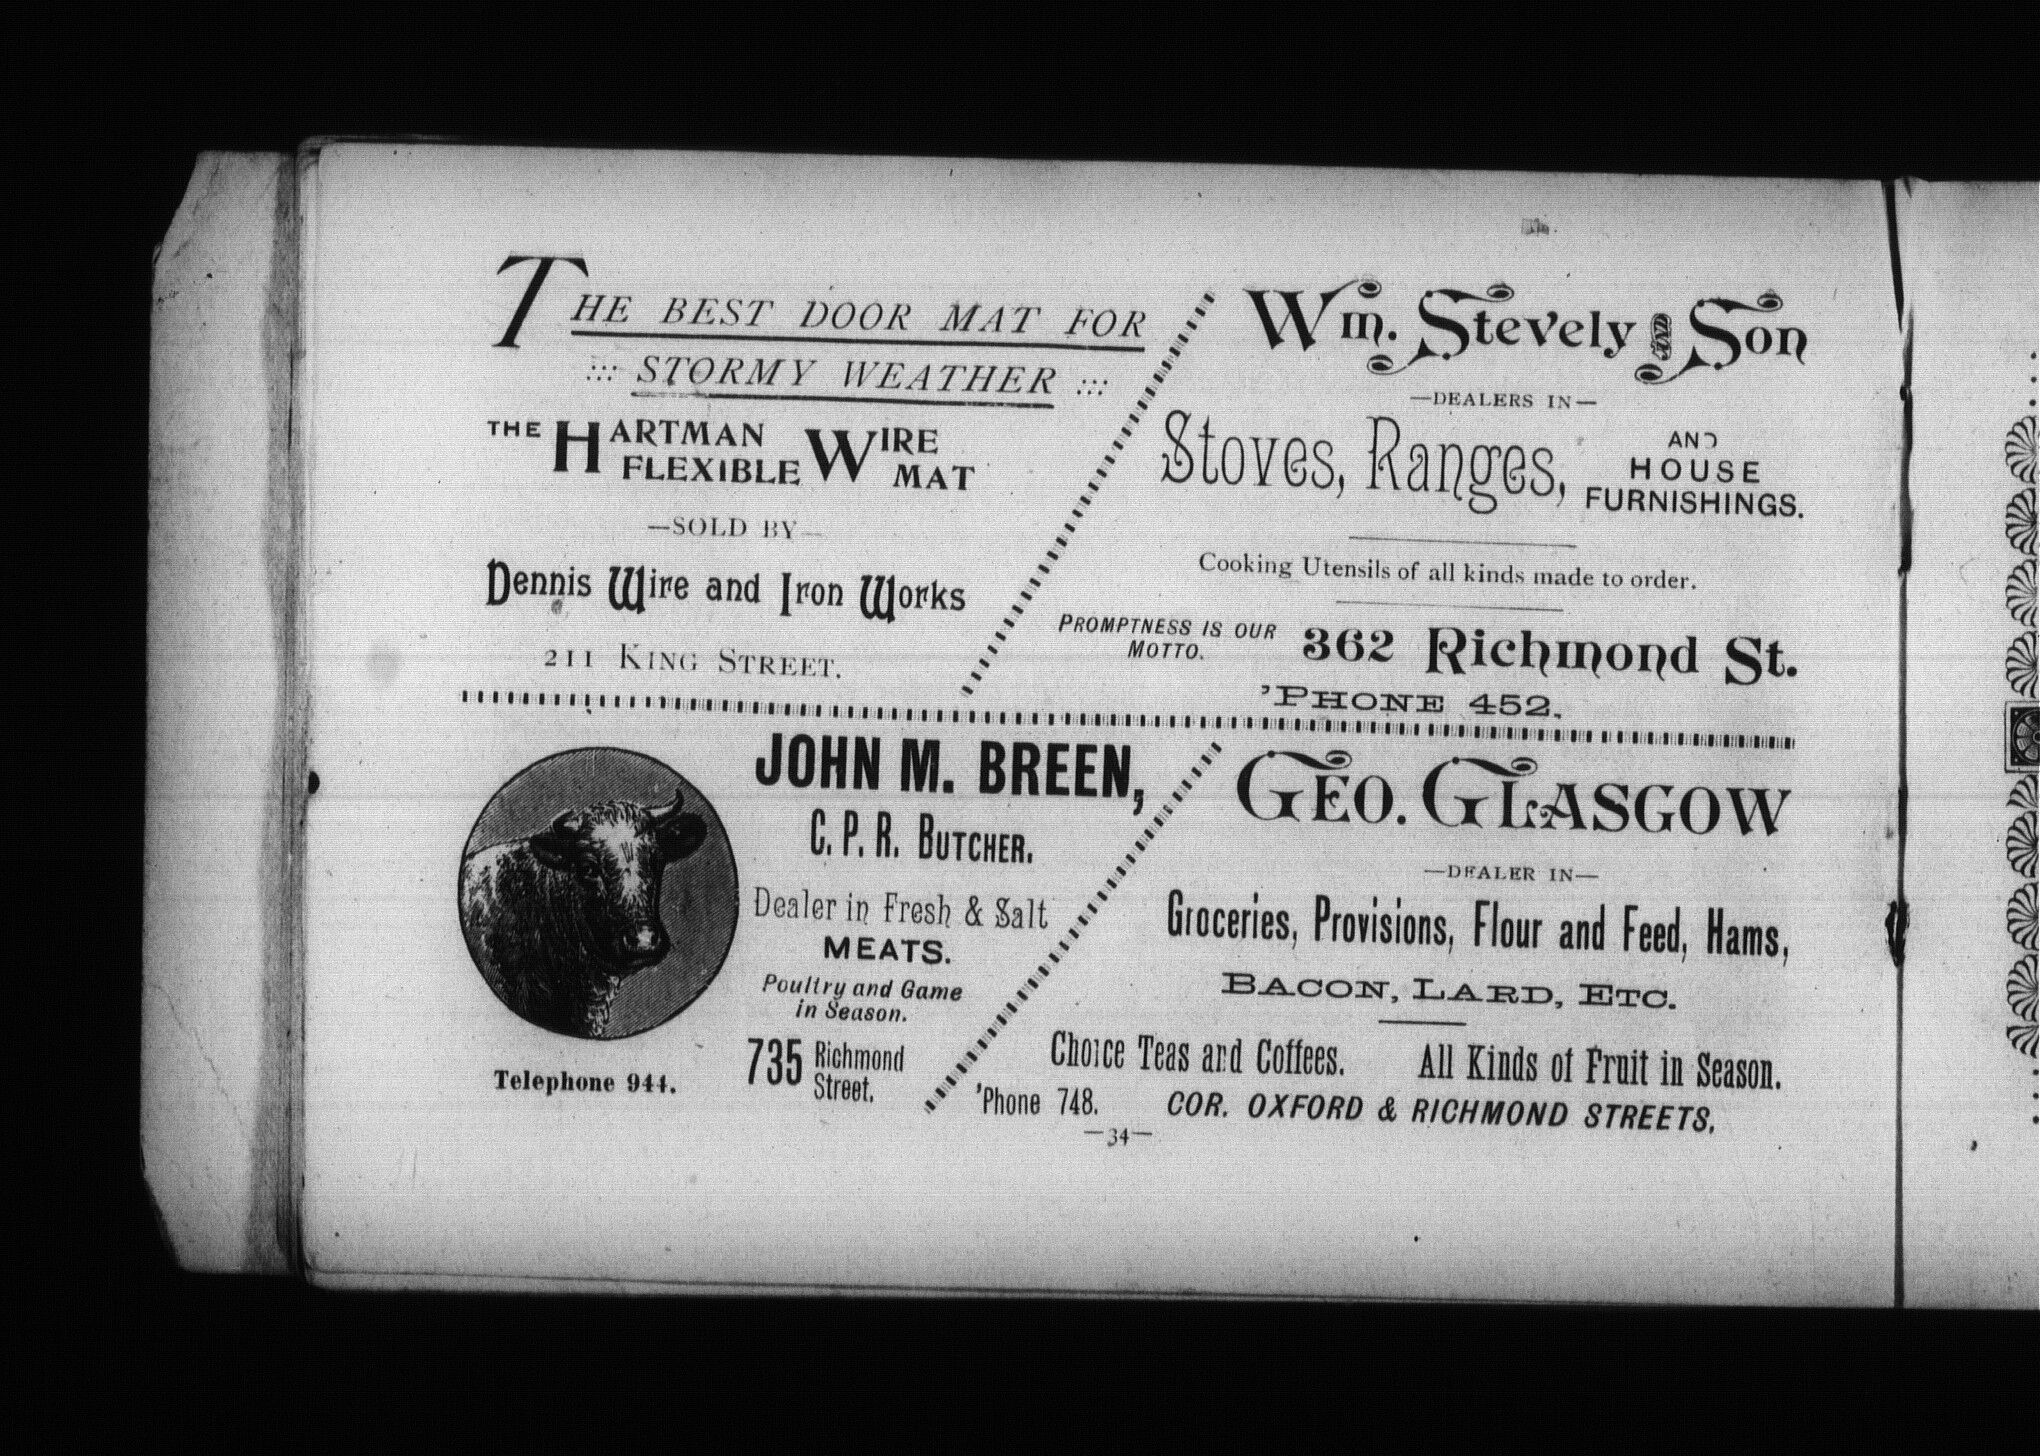 THE BEST DOOR MAT FOR
STORMY WEATHER
THE HARTMAN WIRE
FLEXIBLE MAT
—SOLD BY—
Dennis Wire and Iron Works
211 KING STREET.
Wm. Stevely AND Son
—DEALERS IN—
Stoves, Ranges, AND
HOUSE
FURNISHINGS.
Cooking Utensils of all kinds made to order.
PROMPTNESS IS OUR
MOTTO.
362 Richmond St.
'PHONE 452.
JOHN M. BREEN,
C. P. R. BUTCHER.
Dealer in Fresh & Salt
MEATS.
Poultry and Game
in Season.
735 Richmond
Street.
Telephone 944.
GEO. GLASGOW
—DEALER IN—
Groceries, Provisions, Flour and Feed, Hams,
BACON, LARD, ETC.
Choice Teas and Coffees. All Kinds of Fruit in Season.
'Phone 748. COR. OXFORD & RICHMOND STREETS.
—34—